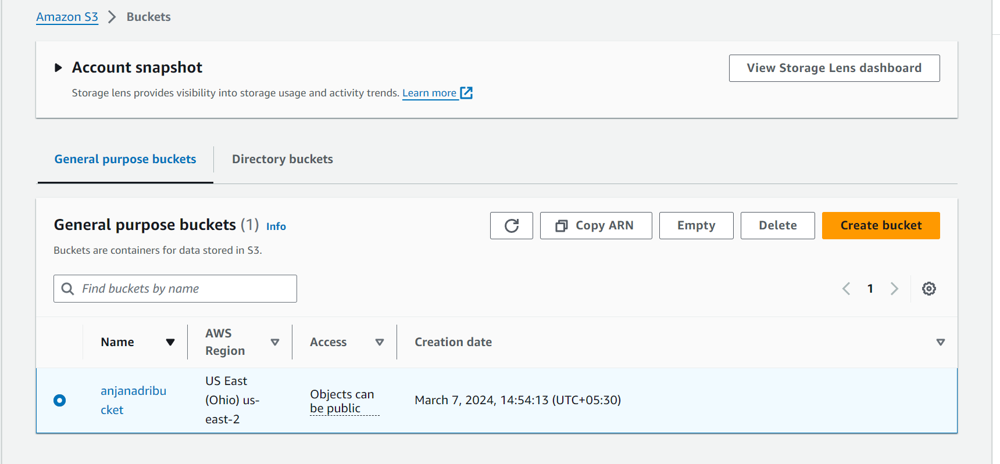 Amazon S3 > Buckets
Account snapshot
View Storage Lens dashboard
Storage lens provides visibility into storage usage and activity trends. Learn more
General purpose buckets
Directory buckets
General purpose buckets (1) Info
Copy ARN
Empty
Delete
Create bucket
Buckets are containers for data stored in S3.
Find buckets by name
1
Name
AWS
Region
Access
Creation date
anjanadribu
cket
US East
(Ohio) us-
east-2
Objects can
be public
March 7, 2024, 14:54:13 (UTC+05:30)